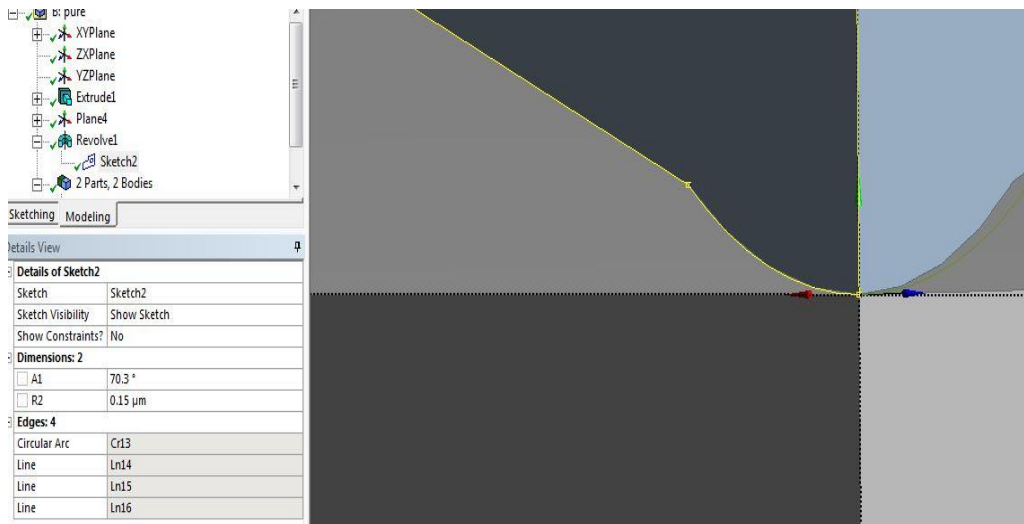 B: pure
XYPlane
ZXPlane
YZPlane
Extrude1
Plane4
Revolve1
Sketch2
2 Parts, 2 Bodies
Sketching Modeling
Details View
Details of Sketch2
Sketch Sketch2
Sketch Visibility Show Sketch
Show Constraints? No
Dimensions: 2
A1 70.3 °
R2 0.15 µm
Edges: 4
Circular Arc Cr13
Line Ln14
Line Ln15
Line Ln16